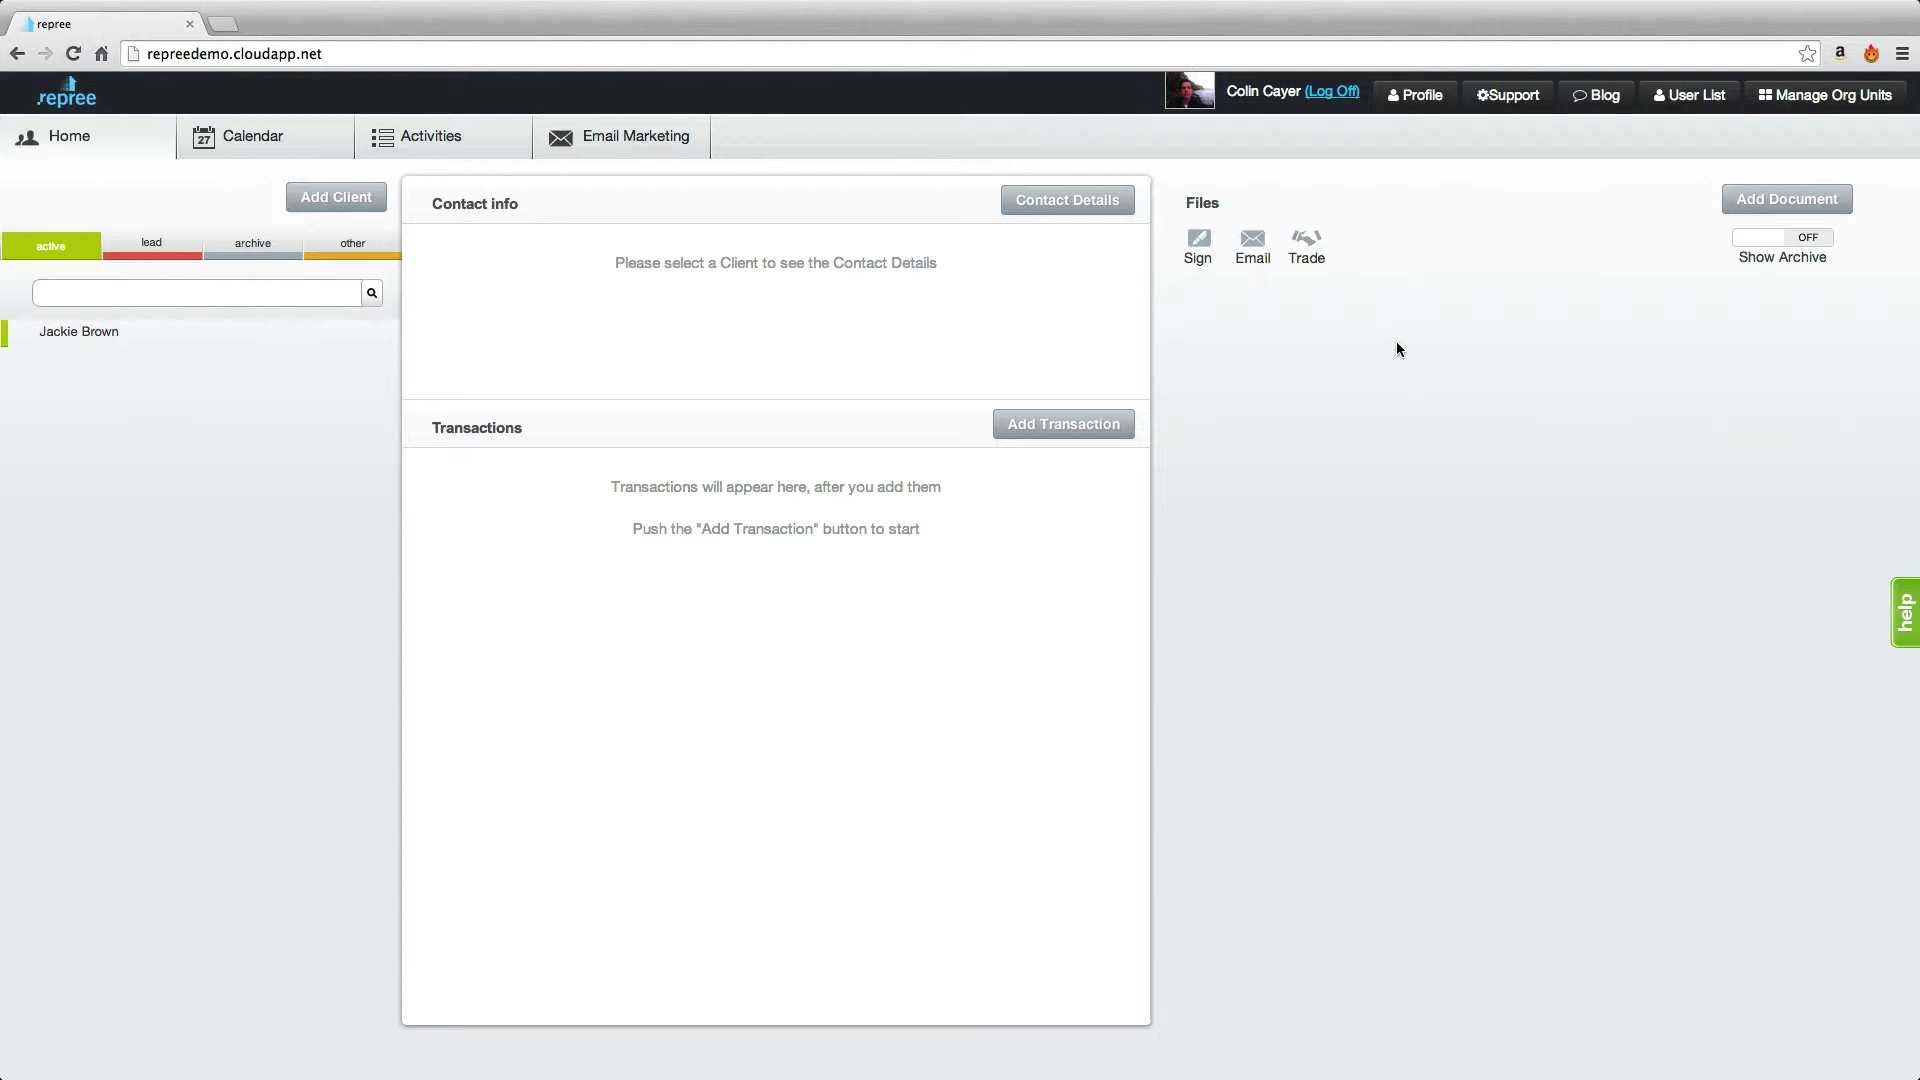 repree
repreedemo.cloudapp.net
a
repree
Colin Cayer (Log Off)
Profile
Support
Blog
User List
Manage Org Units
Home
27
Calendar
Activities
Email Marketing
Add Client
active
lead
archive
other
Jackie Brown
Contact info
Contact Details
Please select a Client to see the Contact Details
Transactions
Add Transaction
Transactions will appear here, after you add them
Push the "Add Transaction" button to start
Files
Add Document
Sign
Email
Trade
OFF
Show Archive
help